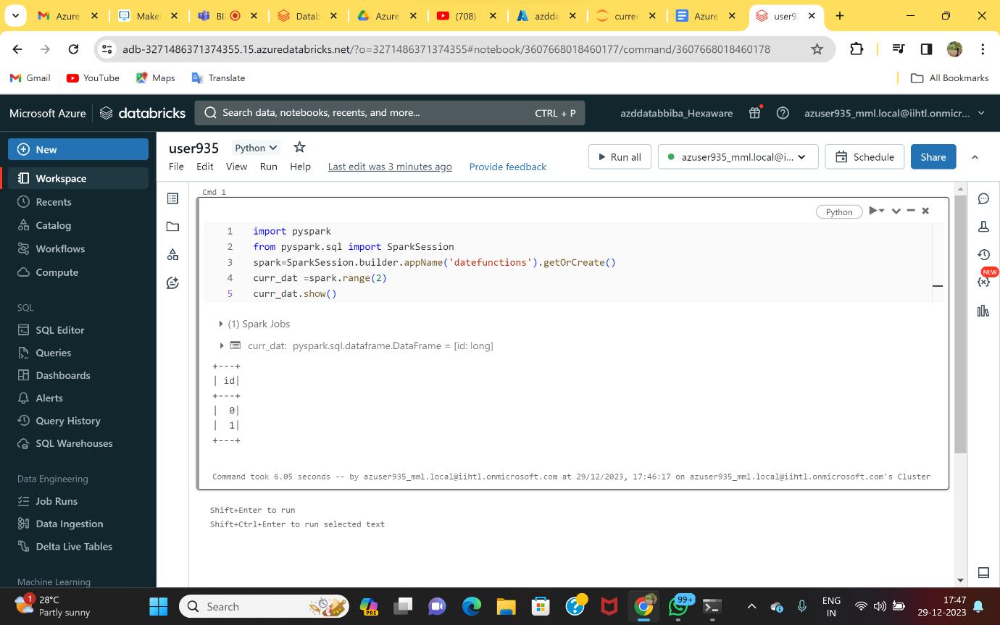 Azure
Make
BI
Datab
Azure
(708)
azdda
currer
Azure
user9
adb-3271486371374355.15.azuredatabricks.net/?o=3271486371374355#notebook/3607668018460177/command/3607668018460178
Gmail
YouTube
Maps
Translate
All Bookmarks
Microsoft Azure
databricks
Search data, notebooks, recents, and more...
CTRL + P
azddatabbiba_Hexaware
azuser935_mml.local@iihtl.onmicr...
New
Workspace
Recents
Catalog
Workflows
Compute
SQL
SQL Editor
Queries
Dashboards
Alerts
Query History
SQL Warehouses
Data Engineering
Job Runs
Data Ingestion
Delta Live Tables
Machine Learning
user935
Python
File Edit View Run Help
Last edit was 3 minutes ago
Provide feedback
Run all
azuser935_mml.local@i...
Schedule
Share
NEW
Cmd 1
Python
1 import pyspark
2 from pyspark.sql import SparkSession
3 spark=SparkSession.builder.appName('datefunctions').getOrCreate()
4 curr_dat =spark.range(2)
5 curr_dat.show()
(1) Spark Jobs
curr_dat: pyspark.sql.dataframe.DataFrame = [id: long]
+---+
| id|
+---+
|  0|
|  1|
+---+
Command took 6.05 seconds -- by azuser935_mml.local@iihtl.onmicrosoft.com at 29/12/2023, 17:46:17 on azuser935_mml.local@iihtl.onmicrosoft.com's Cluster
Shift+Enter to run
Shift+Ctrl+Enter to run selected text
1
28°C
Partly sunny
Search
PRE
99+
ENG
IN
17:47
29-12-2023